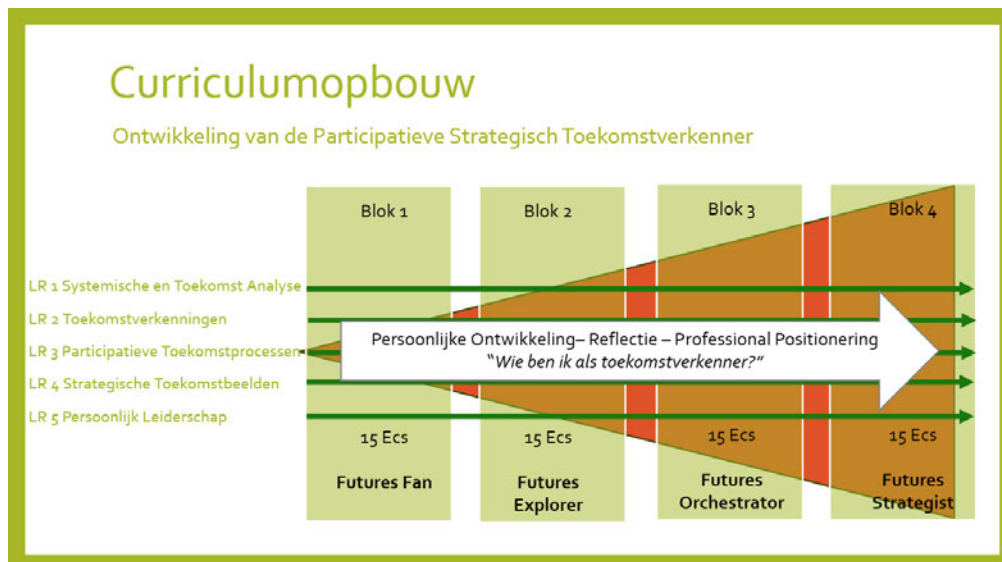 Curriculumopbouw
Ontwikkeling van de Participatieve Strategisch Toekomstverkenner
Blok 1
Blok 2
Blok 3
Blok 4
LR 1 Systemische en Toekomst Analyse
LR 2 Toekomstverkenningen
LR 3 Participatieve Toekomstprocessen
LR 4 Strategische Toekomstbeelden
LR 5 Persoonlijk Leiderschap
Persoonlijke Ontwikkeling– Reflectie – Professional Positionering
"Wie ben ik als toekomstverkenner?"
15 Ecs
15 Ecs
15 Ecs
15 Ecs
Futures Fan
Futures
Explorer
Futures
Orchestrator
Futures
Strategist